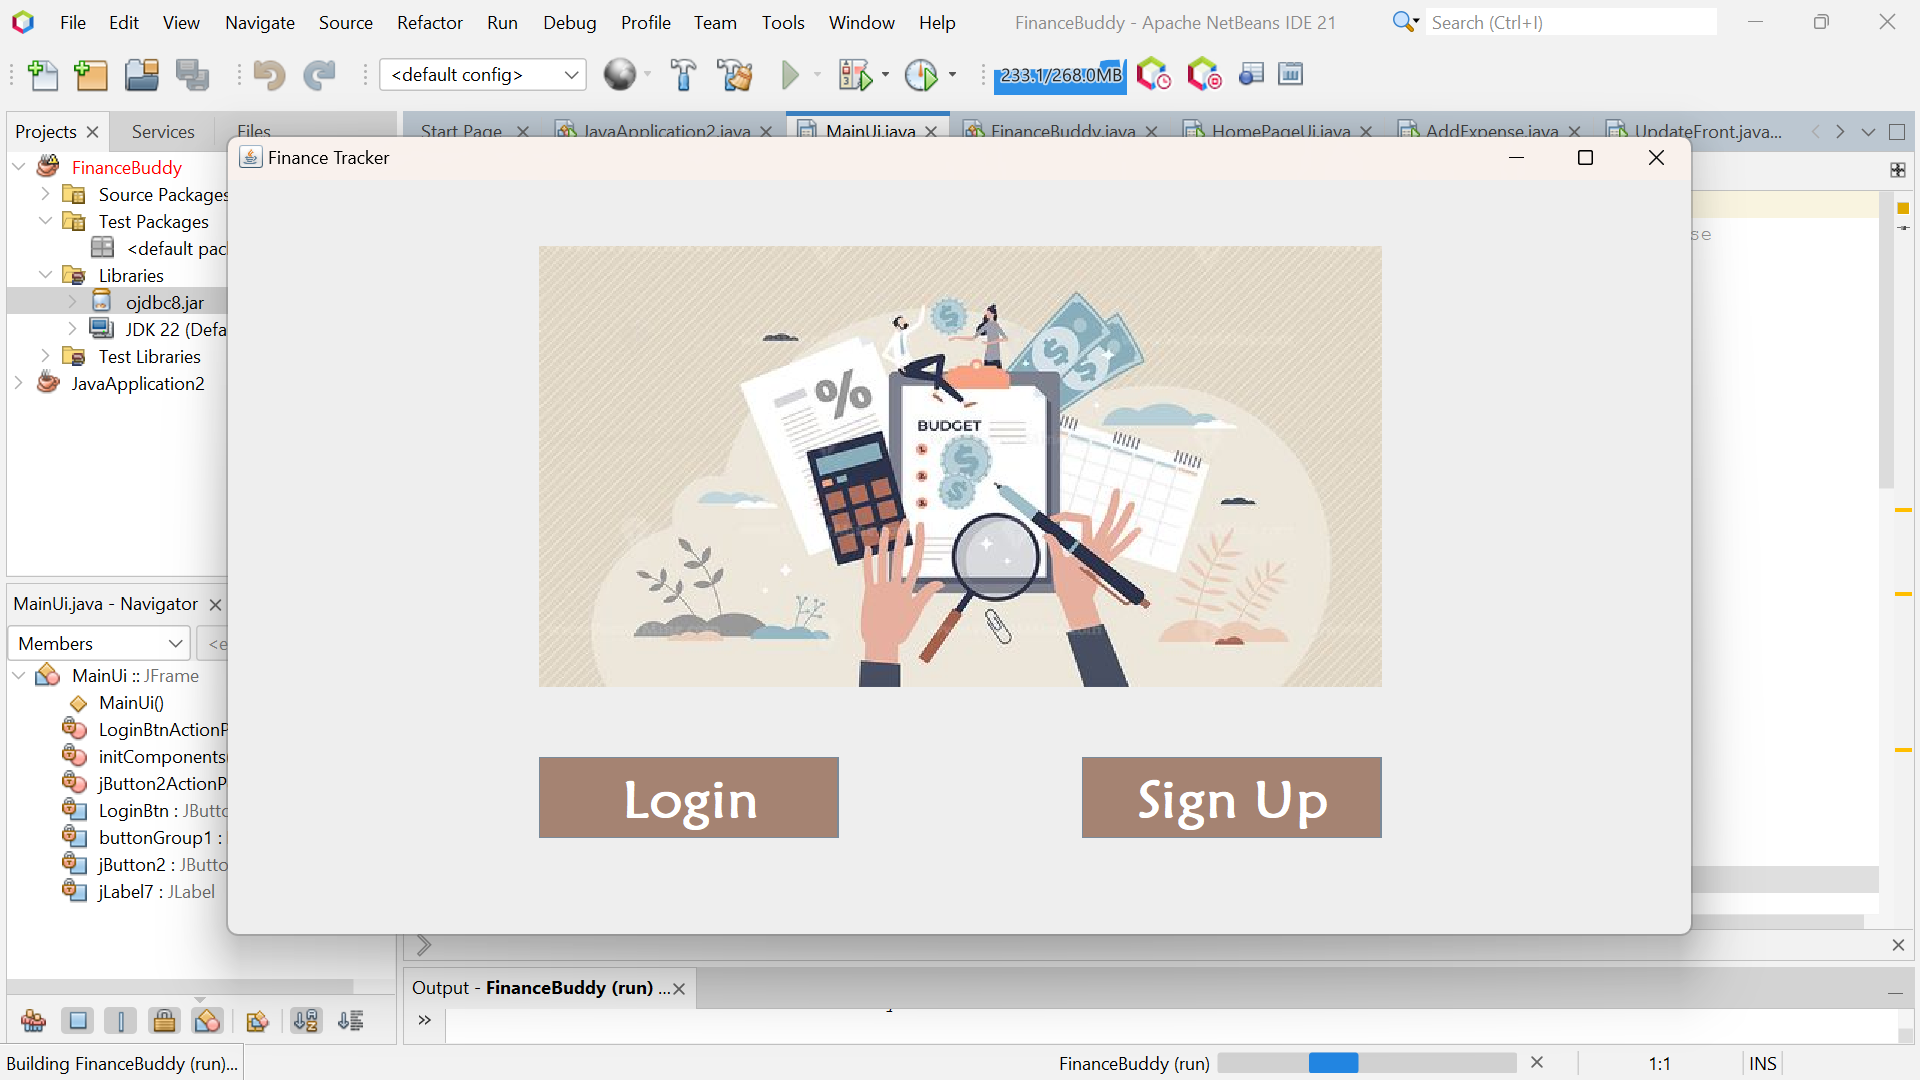 File Edit View Navigate Source Refactor Run Debug Profile Team Tools Window Help
FinanceBuddy - Apache NetBeans IDE 21
Search (Ctrl+I)
<default config>
233.1/268.0MB
Projects Services Files
Start Page JavaApplication2.java MainUi.java FinanceBuddy.java HomePageUi.java AddExpense.java UpdateFront.java...
FinanceBuddy
Source Packages
Test Packages
<default pac
Libraries
ojdbc8.jar
JDK 22 (Defa
Test Libraries
JavaApplication2
Finance Tracker
se
%
BUDGET
Login
Sign Up
MainUi.java - Navigator
Members
<e
MainUi :: JFrame
MainUi()
LoginBtnActionP
initComponents
jButton2ActionP
LoginBtn : JButto
buttonGroup1 :
jButton2 : JButto
jLabel7 : JLabel
Output - FinanceBuddy (run) ...
Building FinanceBuddy (run)...
FinanceBuddy (run)
1:1
INS